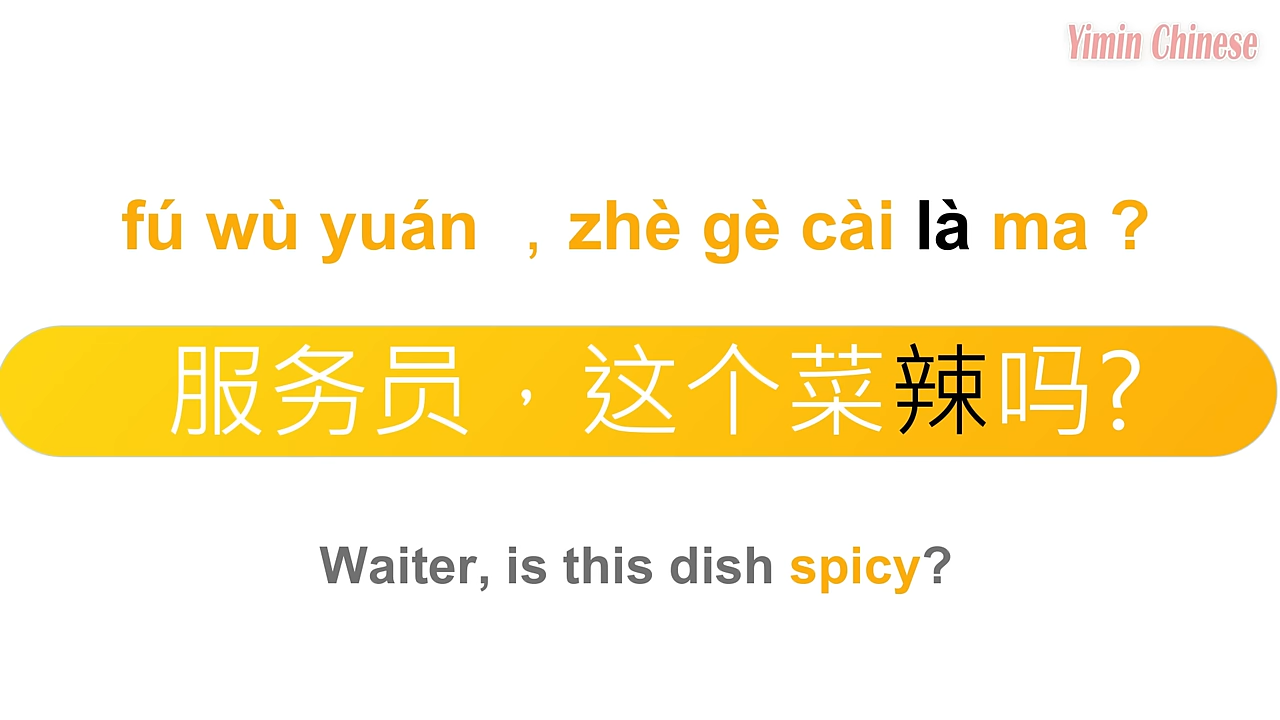 Yimin Chinese
fú wù yuán ，zhè gè cài là ma ?
服务员，这个菜辣吗?
Waiter, is this dish spicy?